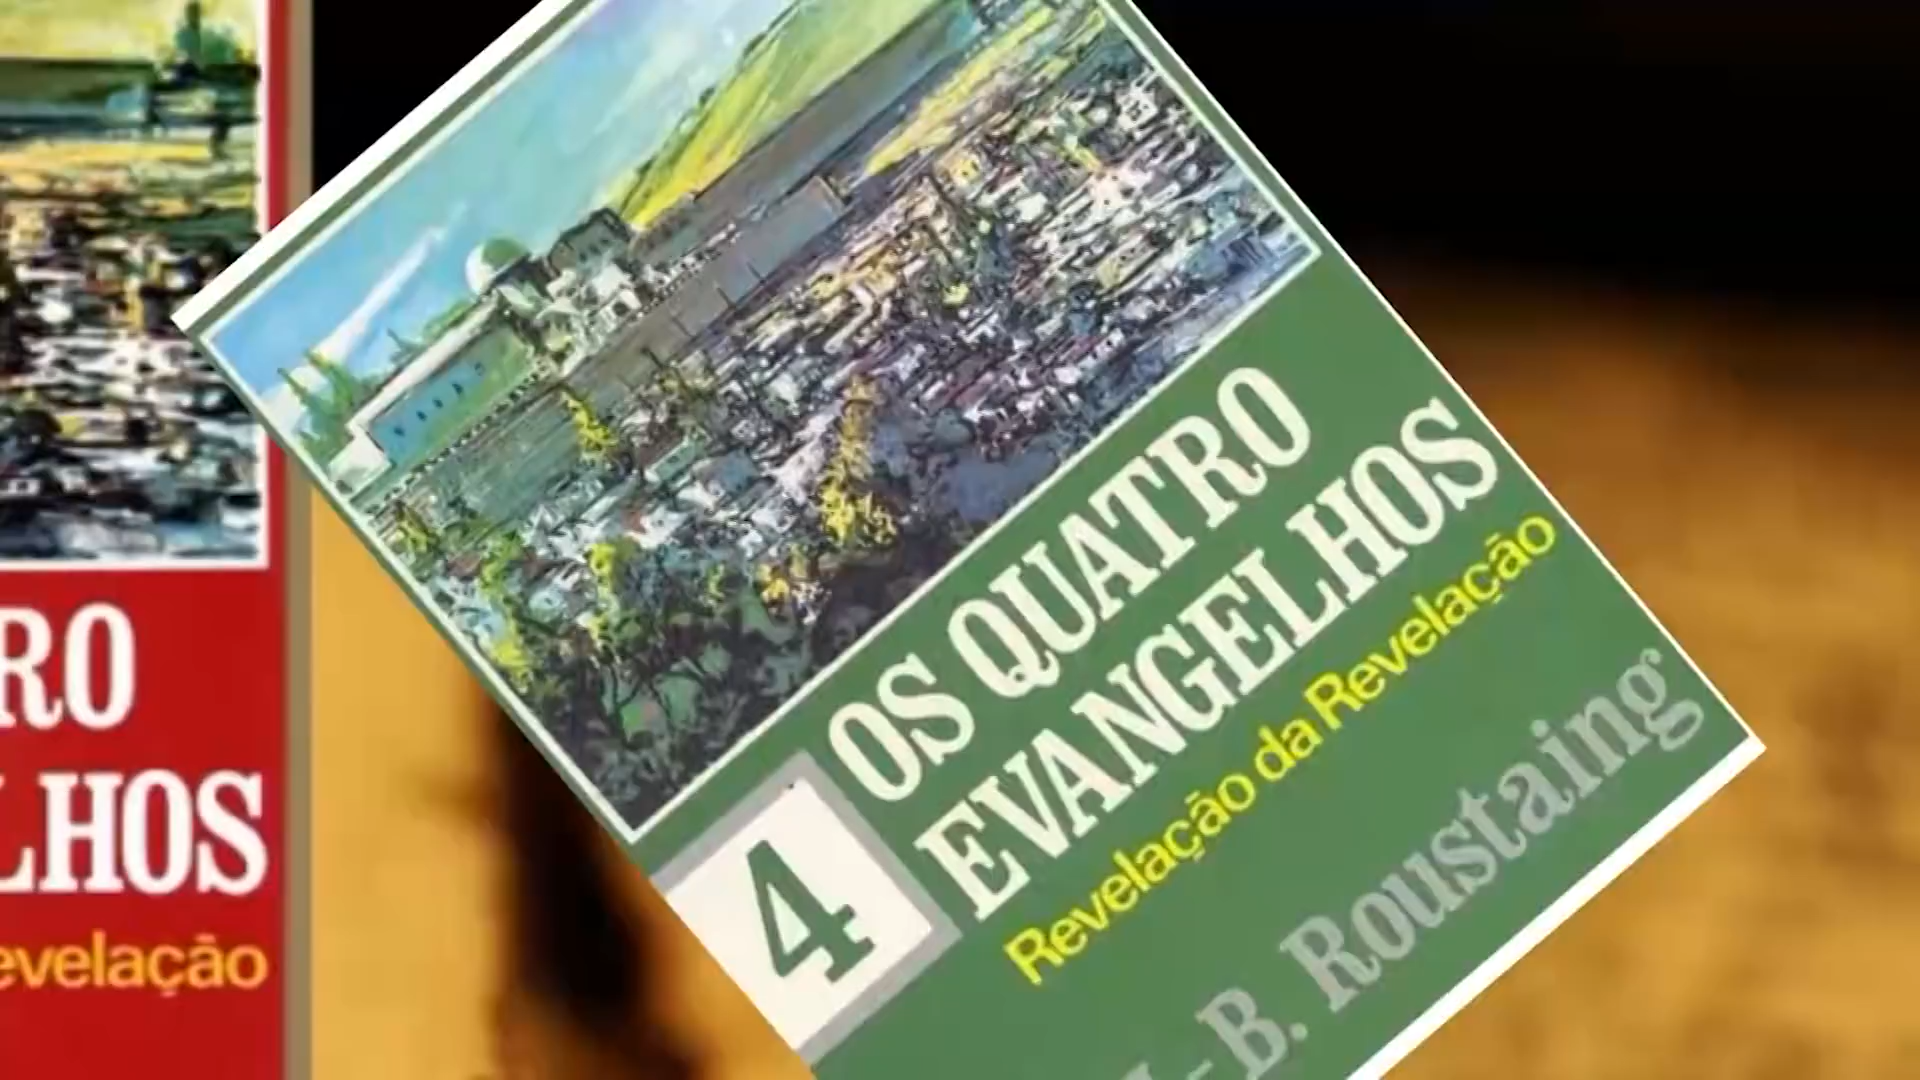 RO
LHOS
evelação
4
OS QUATRO
EVANGELHOS
Revelação da Revelação
J.-B. Roustaing